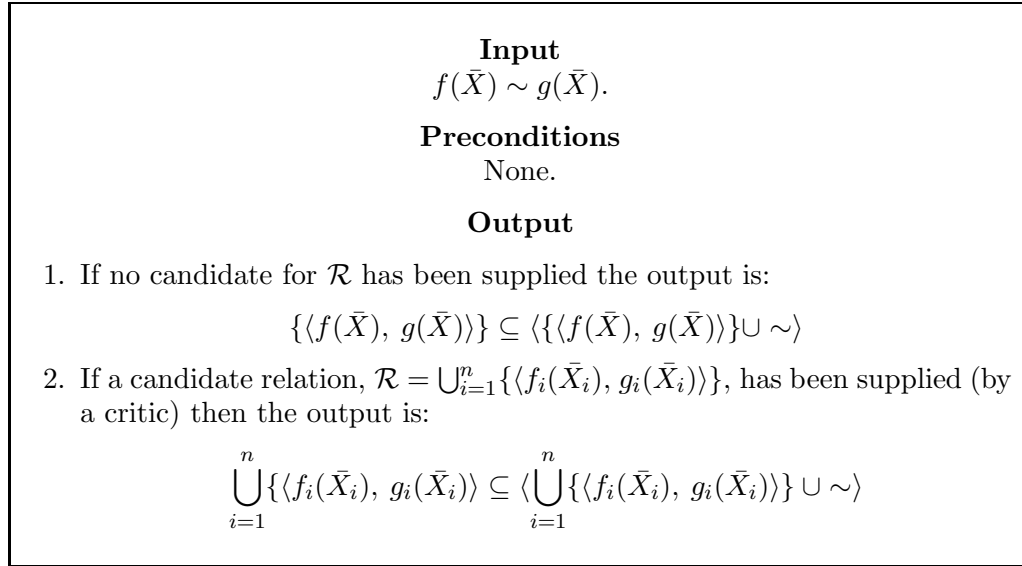 Input
f(X̄) ∼ g(X̄).
Preconditions
None.
Output
1. If no candidate for ℛ has been supplied the output is:
{⟨f(X̄), g(X̄)⟩} ⊆ ⟨{⟨f(X̄), g(X̄)⟩}∪ ∼⟩
2. If a candidate relation, ℛ = ⋃ⁿᵢ₌₁{⟨fᵢ(X̄ᵢ), gᵢ(X̄ᵢ)⟩}, has been supplied (by
a critic) then the output is:
⋃ⁿᵢ₌₁{⟨fᵢ(X̄ᵢ), gᵢ(X̄ᵢ)⟩ ⊆ ⟨⋃ⁿᵢ₌₁{⟨fᵢ(X̄ᵢ), gᵢ(X̄ᵢ)⟩} ∪ ∼⟩